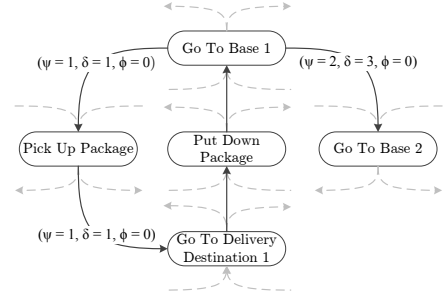 Go To Base 1
(ψ = 1, δ = 1, ϕ = 0)
(ψ = 2, δ = 3, ϕ = 0)
Pick Up Package
Put Down
Package
Go To Base 2
(ψ = 1, δ = 1, ϕ = 0)
Go To Delivery
Destination 1